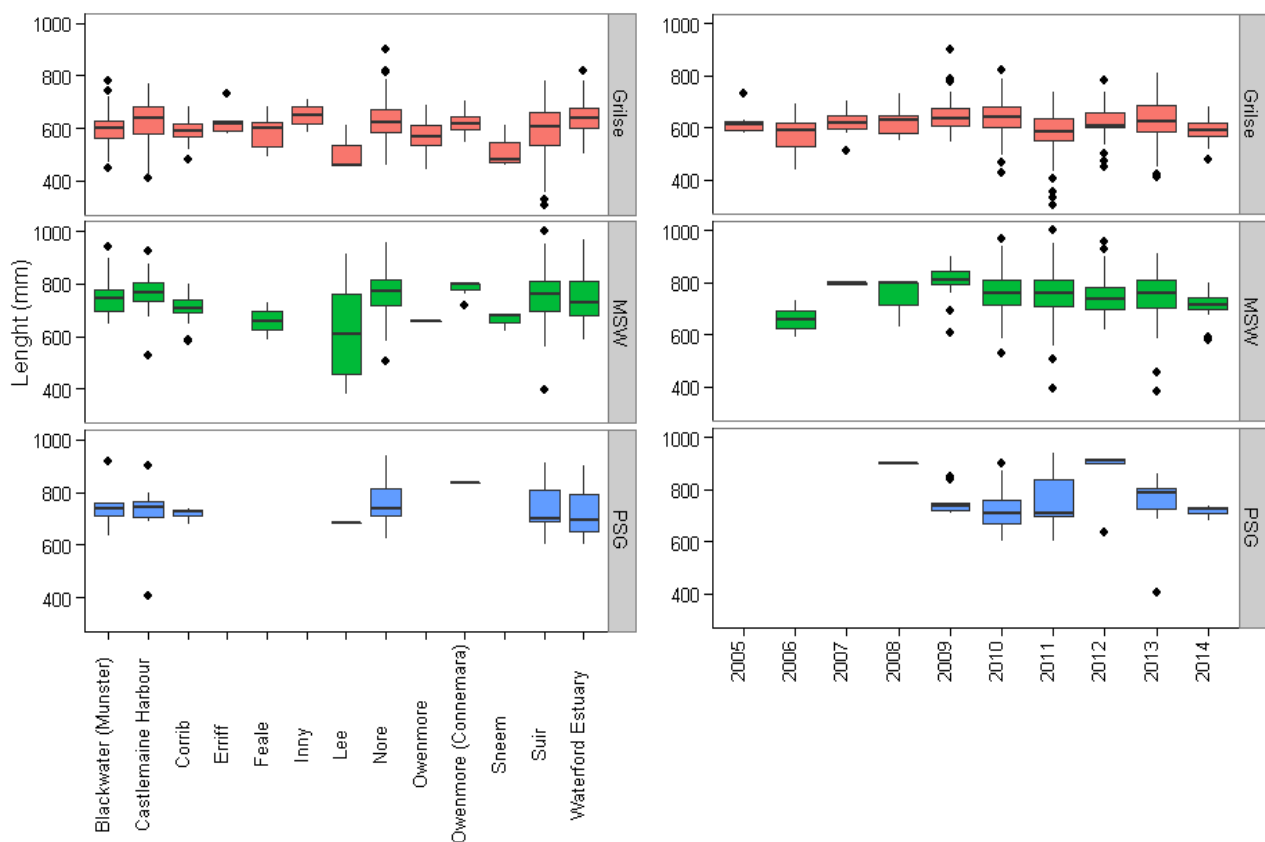 Lenght (mm)
1000
800
600
400
Grilse
1000
800
600
400
MSW
1000
800
600
400
PSG
Blackwater (Munster)
Castlemaine Harbour
Corrib
Erriff
Feale
Inny
Lee
Nore
Owenmore
Owenmore (Connemara)
Sneem
Suir
Waterford Estuary
1000
800
600
400
Grilse
1000
800
600
400
MSW
1000
800
600
400
PSG
2005
2006
2007
2008
2009
2010
2011
2012
2013
2014